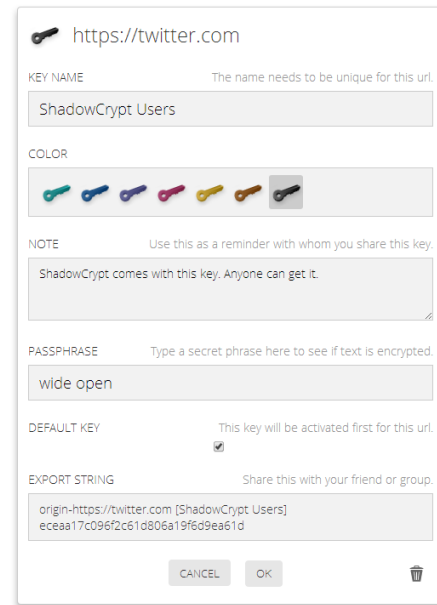 https://twitter.com
KEY NAME The name needs to be unique for this url.
ShadowCrypt Users
COLOR
NOTE Use this as a reminder with whom you share this key.
ShadowCrypt comes with this key. Anyone can get it.
PASSPHRASE Type a secret phrase here to see if text is encrypted.
wide open
DEFAULT KEY This key will be activated first for this url.
EXPORT STRING Share this with your friend or group.
origin-https://twitter.com [ShadowCrypt Users]
eceaa17c096f2c61d806a19f6d9ea61d
CANCEL OK